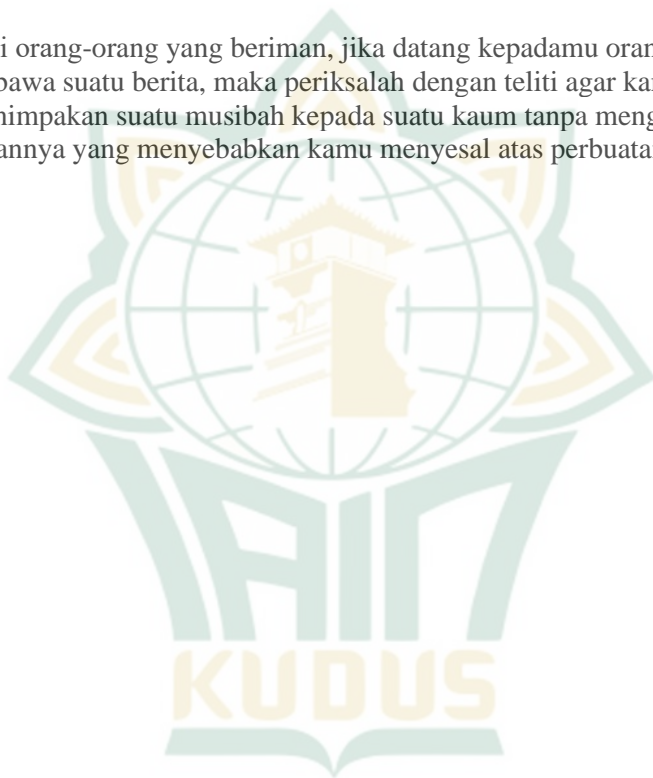 i orang-orang yang beriman, jika datang kepadamu oran
bawa suatu berita, maka periksalah dengan teliti agar ka
nimpakan suatu musibah kepada suatu kaum tanpa meng
annya yang menyebabkan kamu menyesal atas perbuata
IAIN
KUDUS